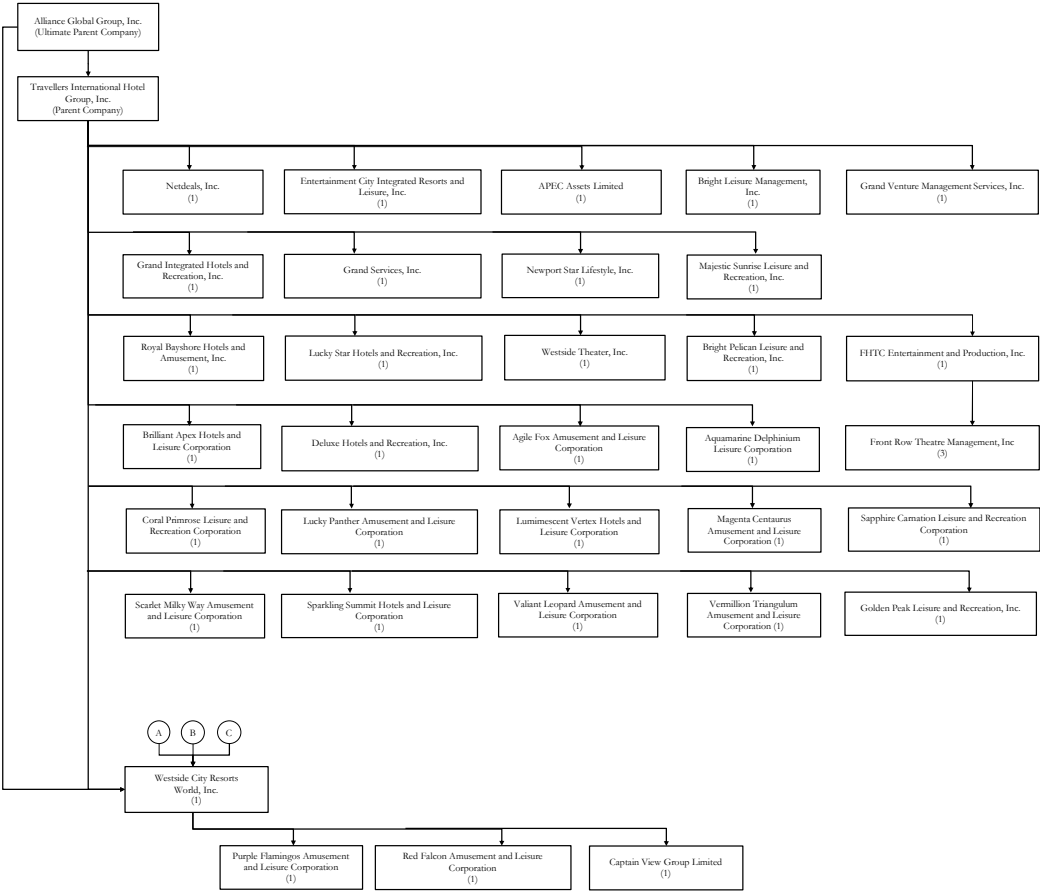 Alliance Global Group, Inc.
(Ultimate Parent Company)
Travellers International Hotel
Group, Inc.
(Parent Company)
Netdeals, Inc.
(1)
Entertainment City Integrated Resorts and
Leisure, Inc.
(1)
APEC Assets Limited
(1)
Bright Leisure Management,
Inc.
(1)
Grand Venture Management Services, Inc.
(1)
Grand Integrated Hotels and
Recreation, Inc.
(1)
Grand Services, Inc.
(1)
Newport Star Lifestyle, Inc.
(1)
Majestic Sunrise Leisure and
Recreation, Inc.
(1)
Royal Bayshore Hotels and
Amusement, Inc.
(1)
Lucky Star Hotels and Recreation, Inc.
(1)
Westside Theater, Inc.
(1)
Bright Pelican Leisure and
Recreation, Inc.
(1)
FHTC Entertainment and Production, Inc.
(1)
Brilliant Apex Hotels and
Leisure Corporation
(1)
Deluxe Hotels and Recreation, Inc.
(1)
Agile Fox Amusement and Leisure
Corporation
(1)
Aquamarine Delphinium
Leisure Corporation
(1)
Front Row Theatre Management, Inc
(3)
Coral Primrose Leisure and
Recreation Corporation
(1)
Lucky Panther Amusement and Leisure
Corporation
(1)
Lumimescent Vertex Hotels and
Leisure Corporation
(1)
Magenta Centaurus
Amusement and Leisure
Corporation (1)
Sapphire Carnation Leisure and Recreation
Corporation
(1)
Scarlet Milky Way Amusement
and Leisure Corporation
(1)
Sparkling Summit Hotels and Leisure
Corporation
(1)
Valiant Leopard Amusement and
Leisure Corporation
(1)
Vermillion Triangulum
Amusement and Leisure
Corporation (1)
Golden Peak Leisure and Recreation, Inc.
(1)
A
B
C
Westside City Resorts
World, Inc.
(1)
Purple Flamingos Amusement
and Leisure Corporation
(1)
Red Falcon Amusement and Leisure
Corporation
(1)
Captain View Group Limited
(1)